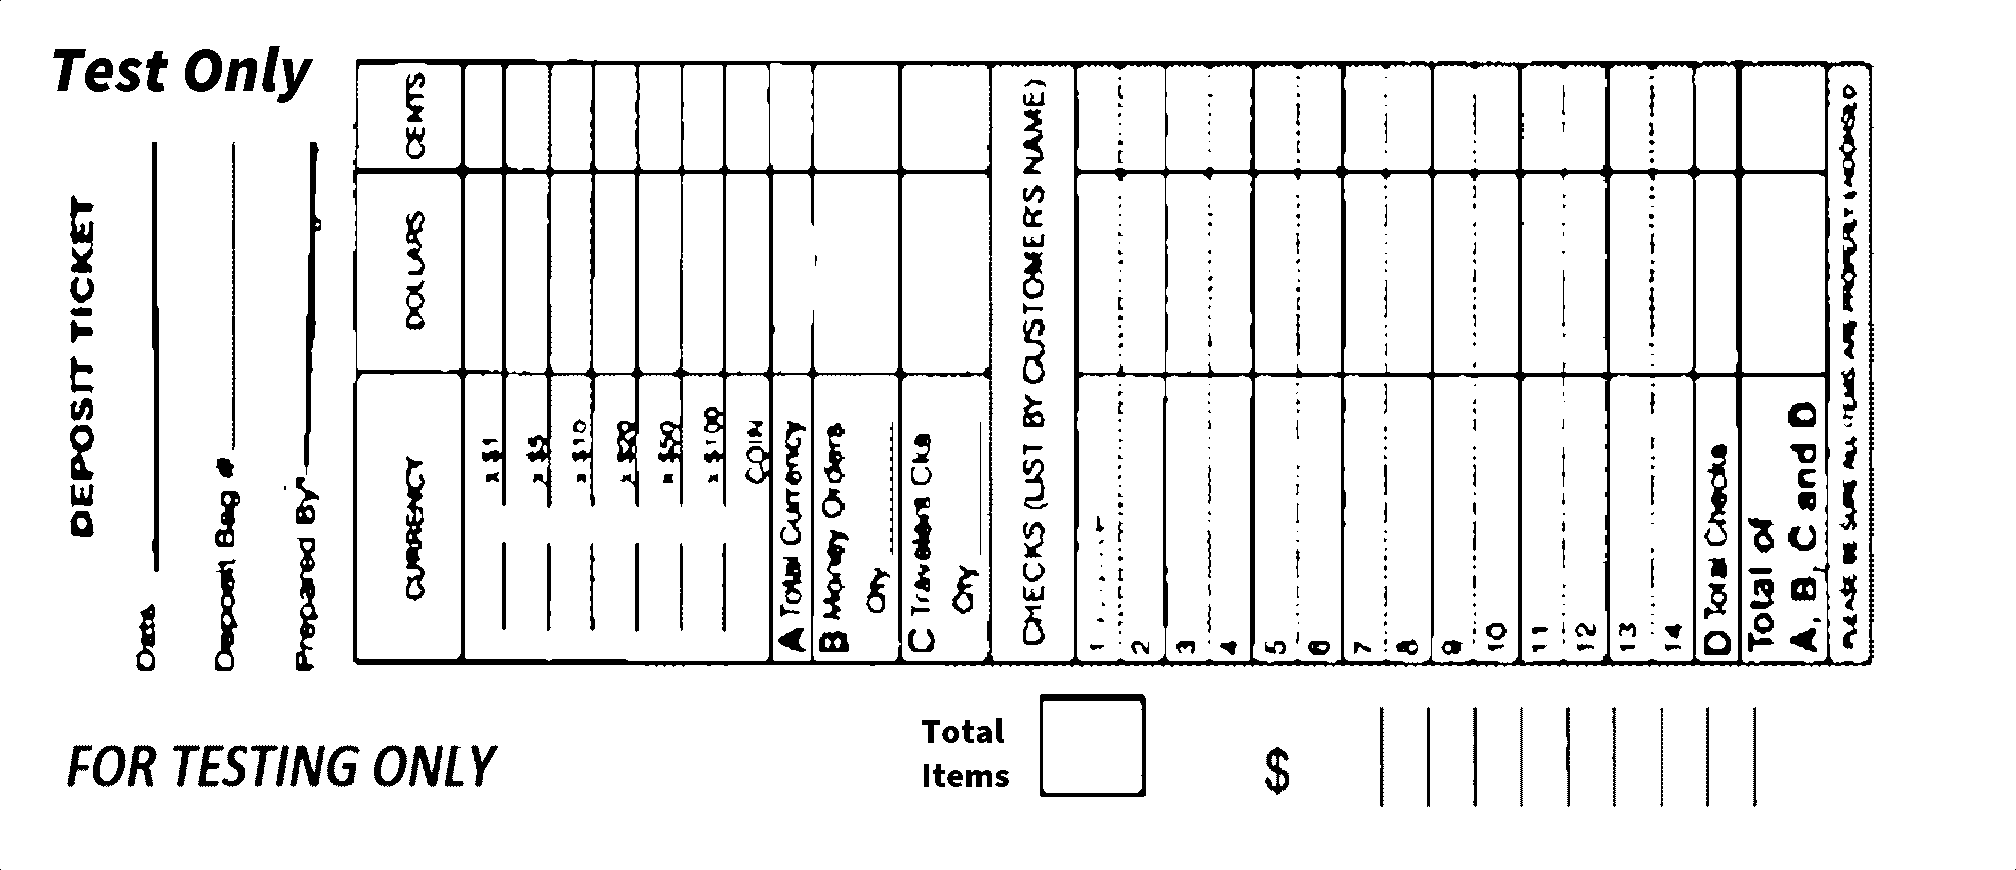 Test Only
DEPOSIT TICKET
Date
Deposit Bag #
Prepared By
CURRENCY DOLLARS CENTS
x $1
x $5
x $10
x $20
x $50
x $100
COIN
A Total Currency
B Money Orders
Qty
C Travelers Cks
Qty
CHECKS (LIST BY CUSTOMERS NAME)
1
2
3
4
5
6
7
8
9
10
11
12
13
14
D Total Checks
Total of
A, B, C and D
PLEASE BE SURE ALL ITEMS ARE PROPERLY ENDORSED
Total
Items
$
FOR TESTING ONLY